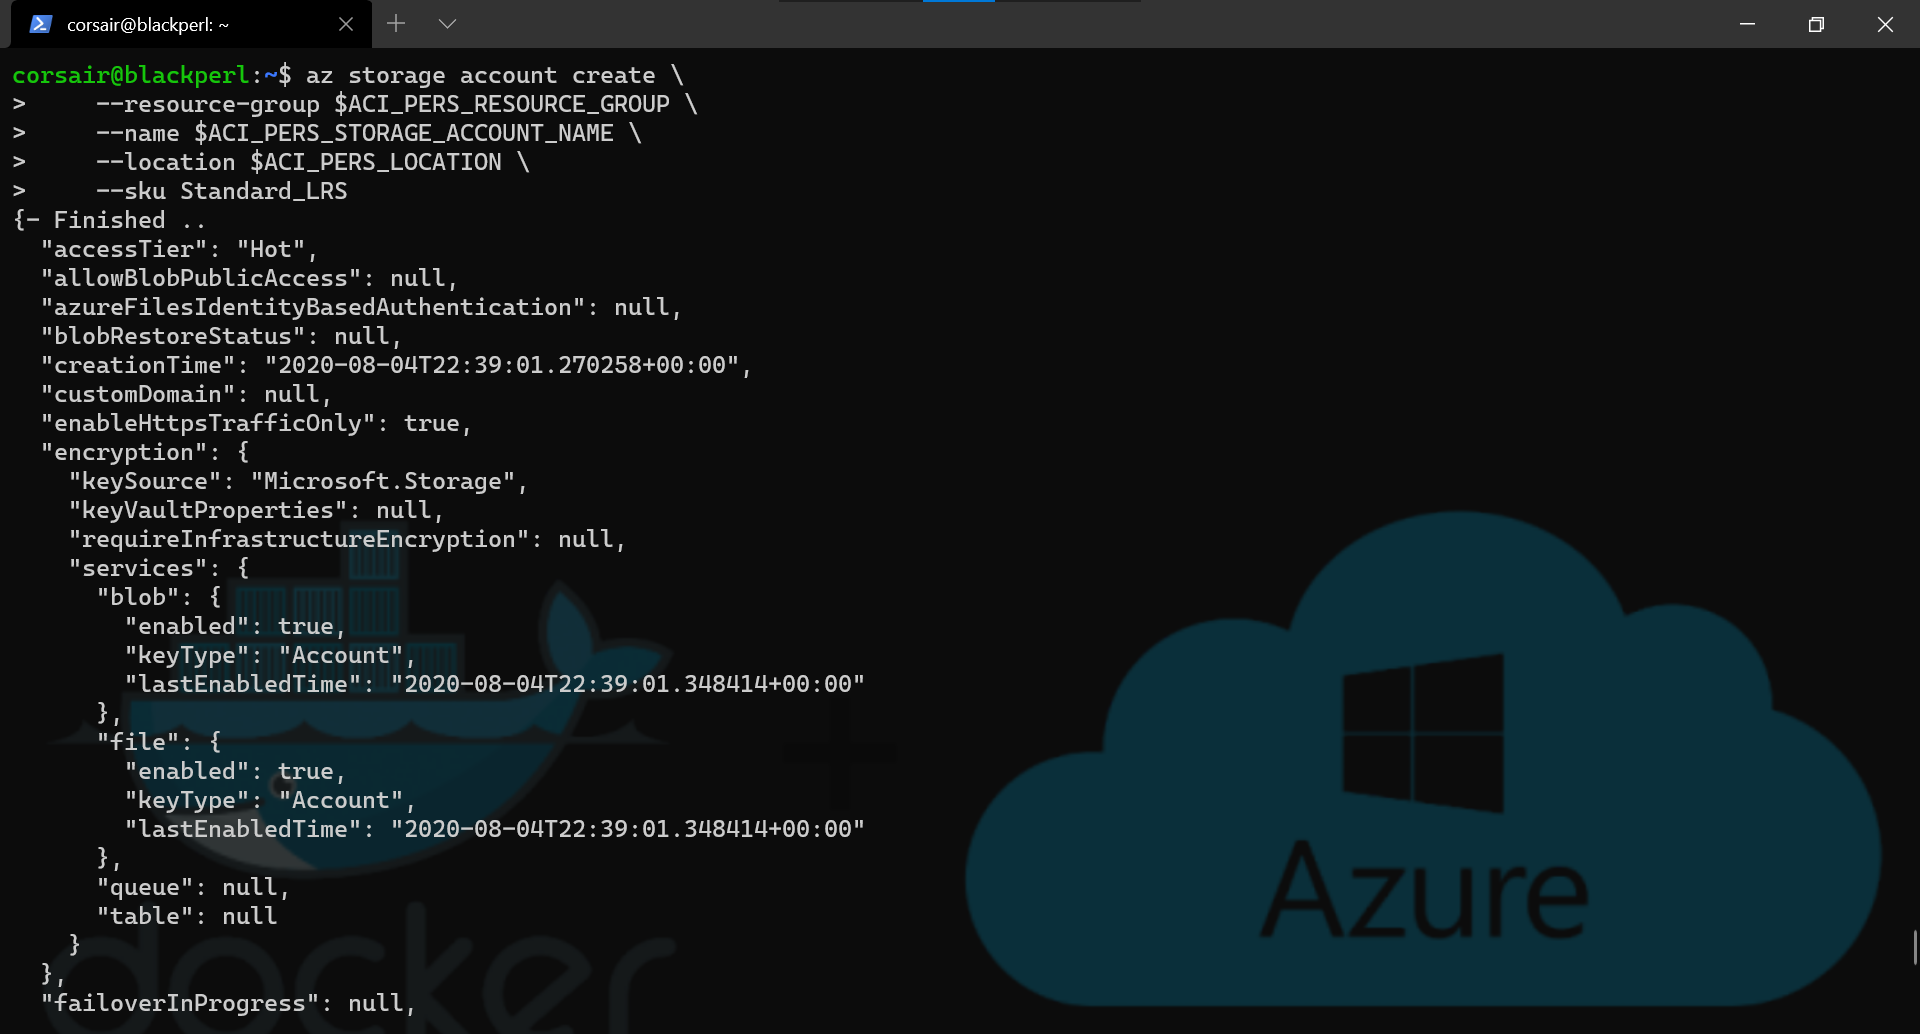 corsair@blackperl: ~
corsair@blackperl:~$ az storage account create \
>     --resource-group $ACI_PERS_RESOURCE_GROUP \
>     --name $ACI_PERS_STORAGE_ACCOUNT_NAME \
>     --location $ACI_PERS_LOCATION \
>     --sku Standard_LRS
{- Finished ..
  "accessTier": "Hot",
  "allowBlobPublicAccess": null,
  "azureFilesIdentityBasedAuthentication": null,
  "blobRestoreStatus": null,
  "creationTime": "2020-08-04T22:39:01.270258+00:00",
  "customDomain": null,
  "enableHttpsTrafficOnly": true,
  "encryption": {
    "keySource": "Microsoft.Storage",
    "keyVaultProperties": null,
    "requireInfrastructureEncryption": null,
    "services": {
      "blob": {
        "enabled": true,
        "keyType": "Account",
        "lastEnabledTime": "2020-08-04T22:39:01.348414+00:00"
      },
      "file": {
        "enabled": true,
        "keyType": "Account",
        "lastEnabledTime": "2020-08-04T22:39:01.348414+00:00"
      },
      "queue": null,
      "table": null
    }
  },
  "failoverInProgress": null,
docker
Azure